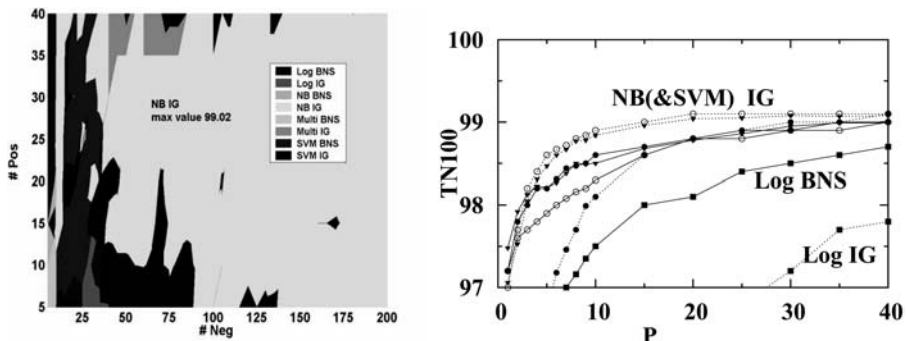 40
35
30
25
20
15
10
5
# Pos
NB IG
max value 99.02
Log BNS
Log IG
NB BNS
NB IG
Multi BNS
Multi IG
SVM BNS
SVM IG
25 50 75 100 125 150 175 200
# Neg
100
99
98
97
TN100
NB(&SVM) IG
Log BNS
Log IG
0 10 20 30 40
P